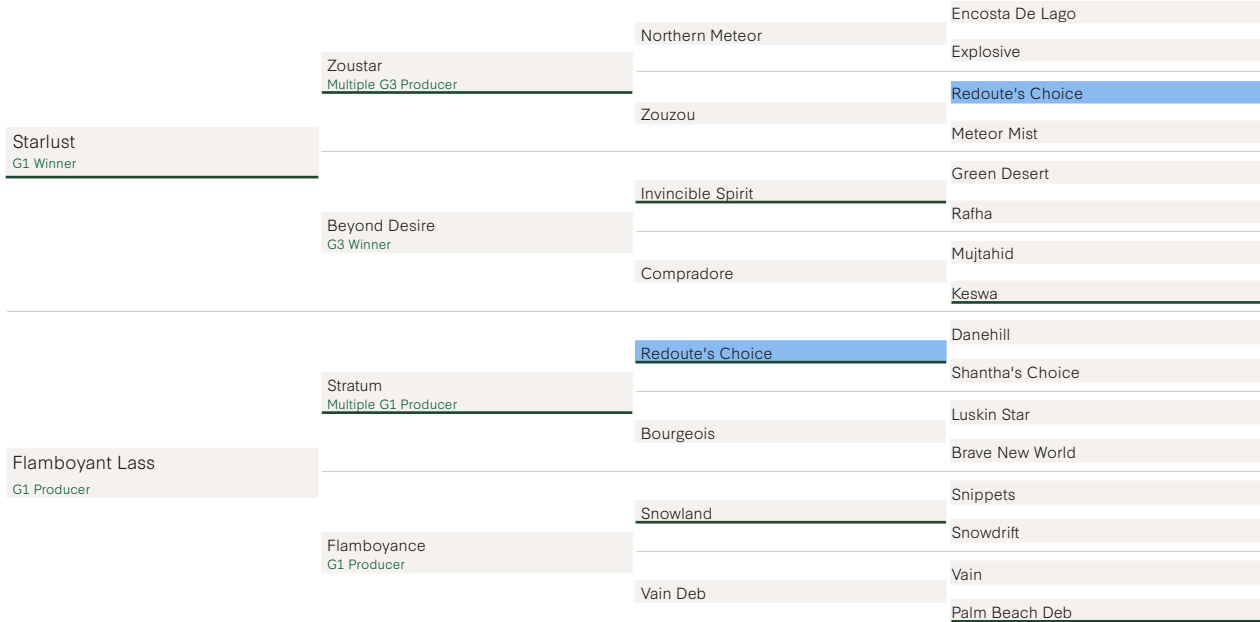 Starlust
G1 Winner
Flamboyant Lass
G1 Producer
Zoustar
Multiple G3 Producer
Beyond Desire
G3 Winner
Stratum
Multiple G1 Producer
Flamboyance
G1 Producer
Northern Meteor
Zouzou
Invincible Spirit
Compradore
Redoute's Choice
Bourgeois
Snowland
Vain Deb
Encosta De Lago
Explosive
Redoute's Choice
Meteor Mist
Green Desert
Rafha
Mujtahid
Keswa
Danehill
Shantha's Choice
Luskin Star
Brave New World
Snippets
Snowdrift
Vain
Palm Beach Deb